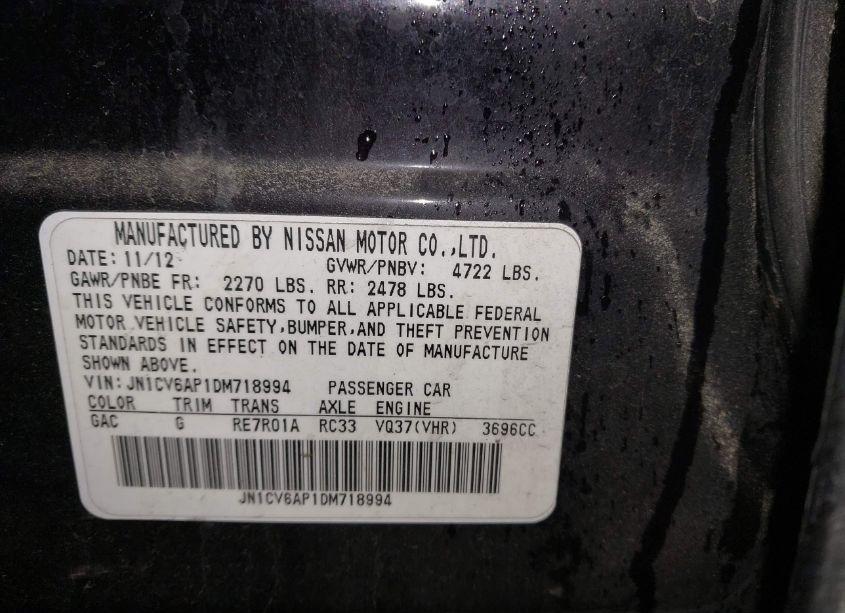 MANUFACTURED BY NISSAN MOTOR CO.,LTD.
DATE: 11/12 GVWR/PNBV: 4722 LBS.
GAWR/PNBE FR: 2270 LBS. RR: 2478 LBS.
THIS VEHICLE CONFORMS TO ALL APPLICABLE FEDERAL
MOTOR VEHICLE SAFETY,BUMPER,AND THEFT PREVENTION
STANDARDS IN EFFECT ON THE DATE OF MANUFACTURE
SHOWN ABOVE.
VIN:JN1CV6AP1DM718994 PASSENGER CAR
COLOR TRIM TRANS AXLE ENGINE
GAC G RE7R01A RC33 VQ37(VHR) 3696CC
JN1CV6AP1DM718994